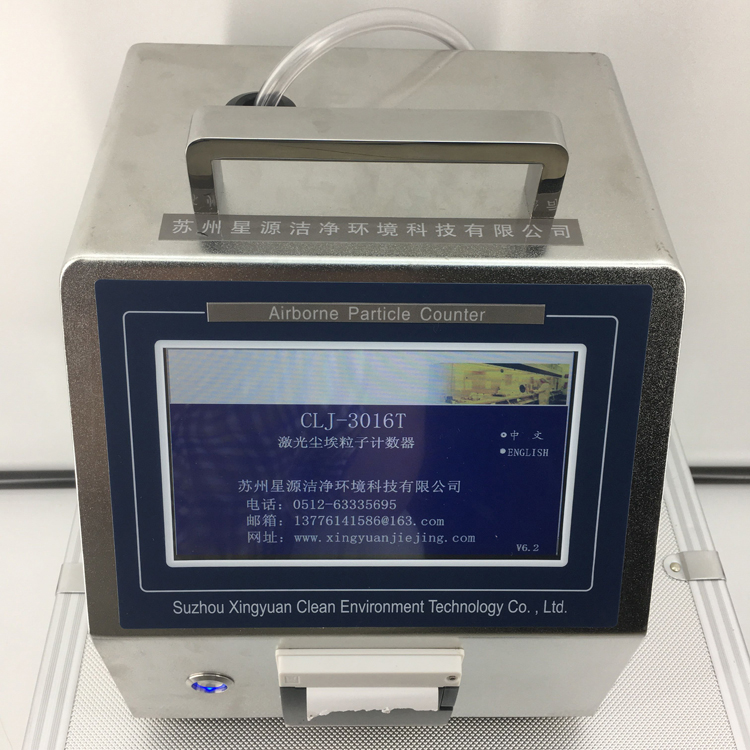 苏州星源洁净环境科技有限公司
Airborne Particle Counter
CLJ-3016T
激光尘埃粒子计数器
中 文
ENGLISH
苏州星源洁净环境科技有限公司
电话：0512-63335695
邮箱：13776141586@163.com
网址：www.xingyuanjiejing.com
V6.2
Suzhou Xingyuan Clean Environment Technology Co. , Ltd.